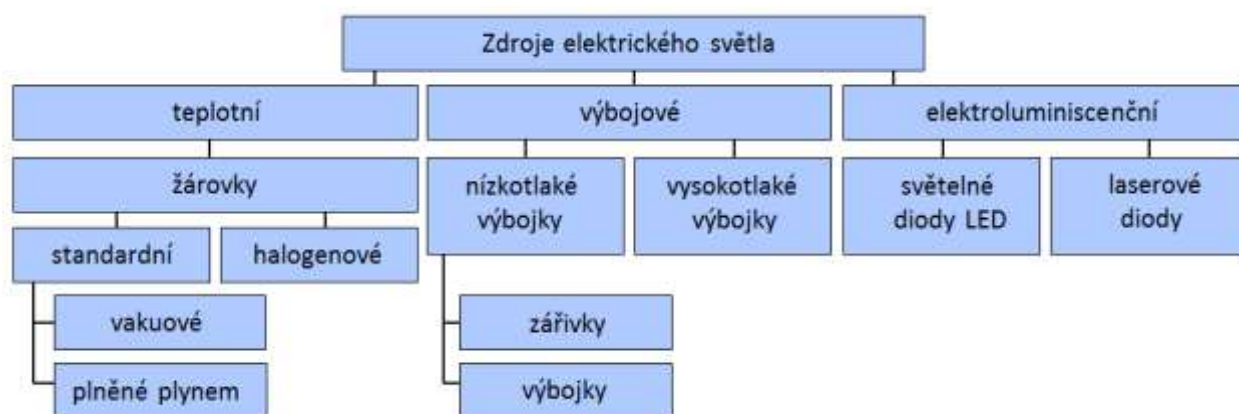 Zdroje elektrického světla
teplotní
výbojové
elektroluminiscenční
žárovky
nízkotlaké
výbojky
vysokotlaké
výbojky
světelné
diody LED
laserové
diody
standardní
halogenové
vakuové
zářivky
plněné plynem
výbojky